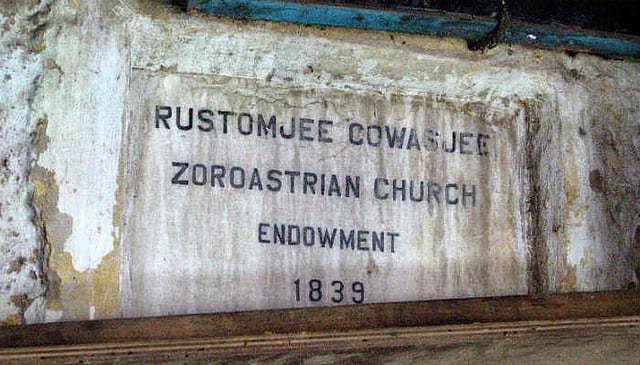 RUSTOMJEE COWASJEE
ZOROASTRIAN CHURCH
ENDOWMENT
1839